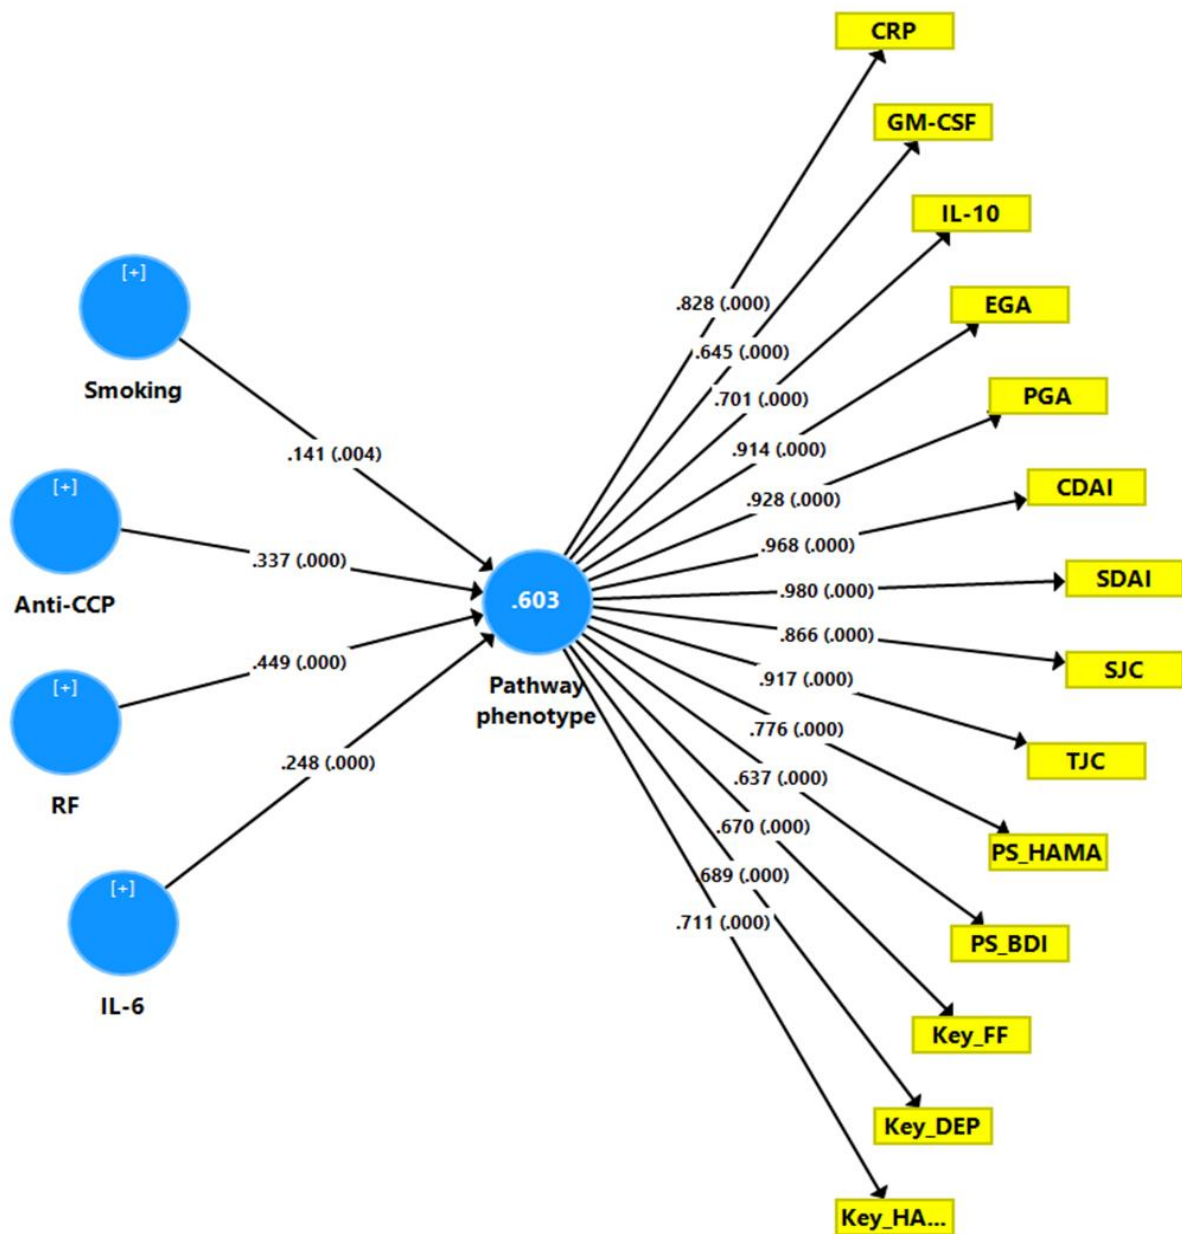 CRP
GM-CSF
IL-10
EGA
PGA
CDAI
SDAI
SJC
TJC
PS_HAMA
PS_BDI
Key_FF
Key_DEP
Key_HA...
.828 (.000)
.645 (.000)
.701 (.000)
.914 (.000)
.928 (.000)
.968 (.000)
.980 (.000)
.866 (.000)
.917 (.000)
.776 (.000)
.637 (.000)
.670 (.000)
.689 (.000)
.711 (.000)
[+]
Smoking
.141 (.004)
[+]
Anti-CCP
.337 (.000)
[+]
RF
.449 (.000)
[+]
IL-6
.248 (.000)
.603
Pathway
phenotype